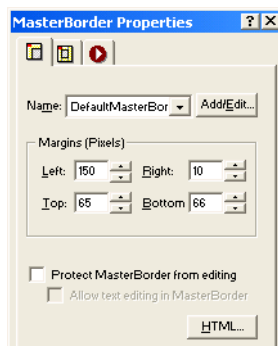 MasterBorder Properties
Name: DefaultMasterBor Add/Edit...
Margins (Pixels)
Left: 150 Right: 10
Top: 65 Bottom 66
Protect MasterBorder from editing
Allow text editing in MasterBorder
HTML...